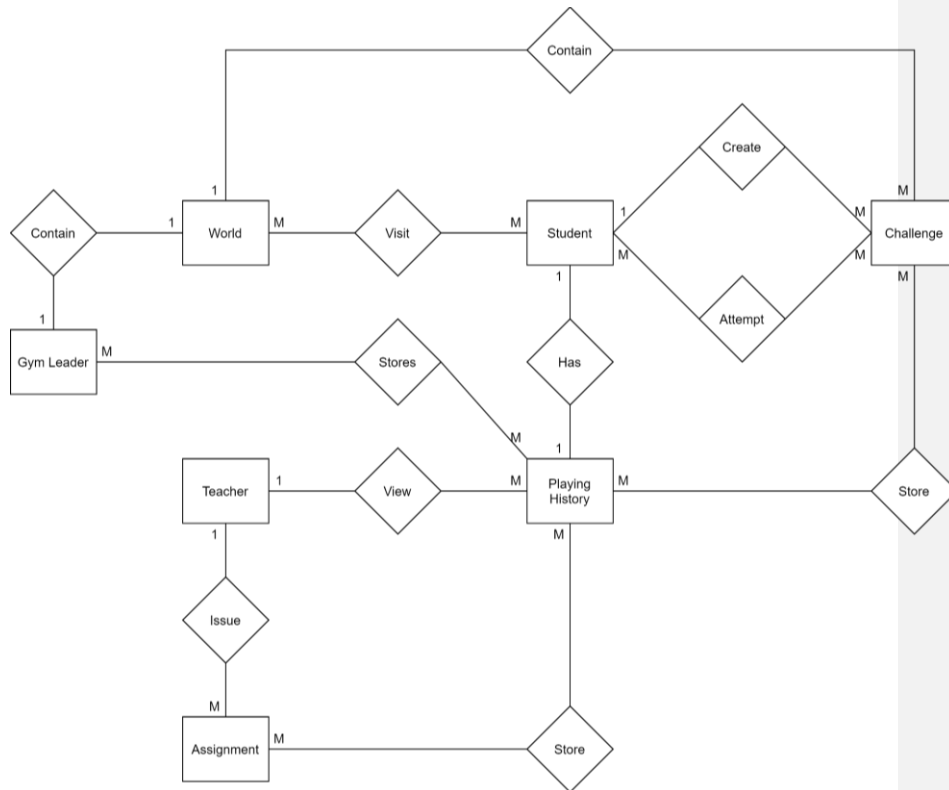 Contain
1
M
Create
Contain
1
World
M
Visit
M
Student
1
M
M
M
Challenge
M
1
Attempt
1
Gym Leader
M
Stores
Has
M
1
Teacher
1
View
M
Playing
History
M
Store
1
M
Issue
M
Assignment
M
Store